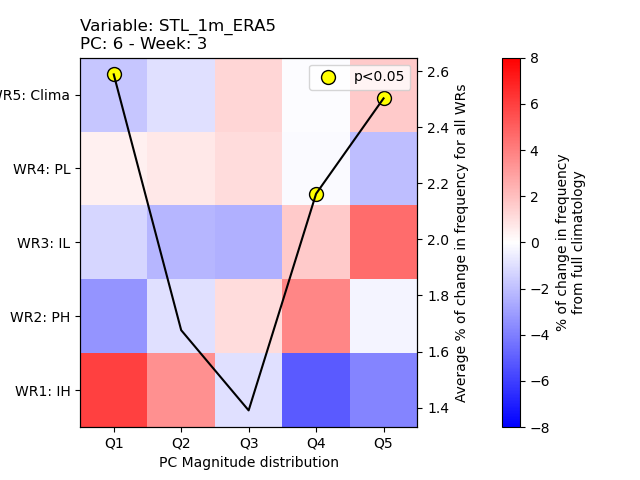 Variable: STL_1m_ERA5
PC: 6 - Week: 3
p<0.05
WR5: Clima
WR4: PL
WR3: IL
WR2: PH
WR1: IH
Q1 Q2 Q3 Q4 Q5
PC Magnitude distribution
2.6
2.4
2.2
2.0
1.8
1.6
1.4
Average % of change in frequency for all WRs
8
6
4
2
0
−2
−4
−6
−8
% of change in frequency
from full climatology